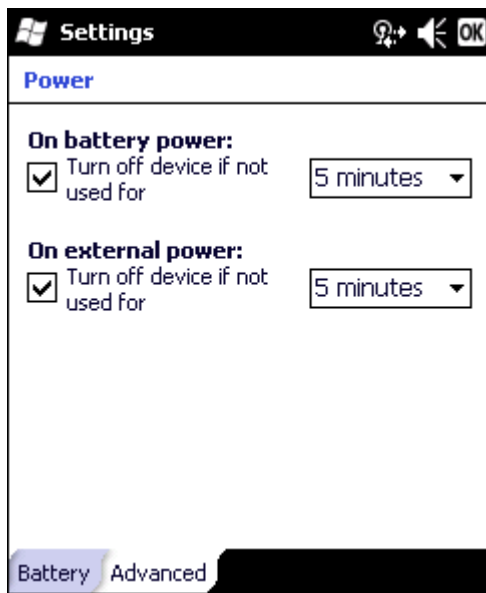 Settings OK
Power
On battery power:
Turn off device if not
used for
5 minutes
On external power:
Turn off device if not
used for
5 minutes
Battery Advanced